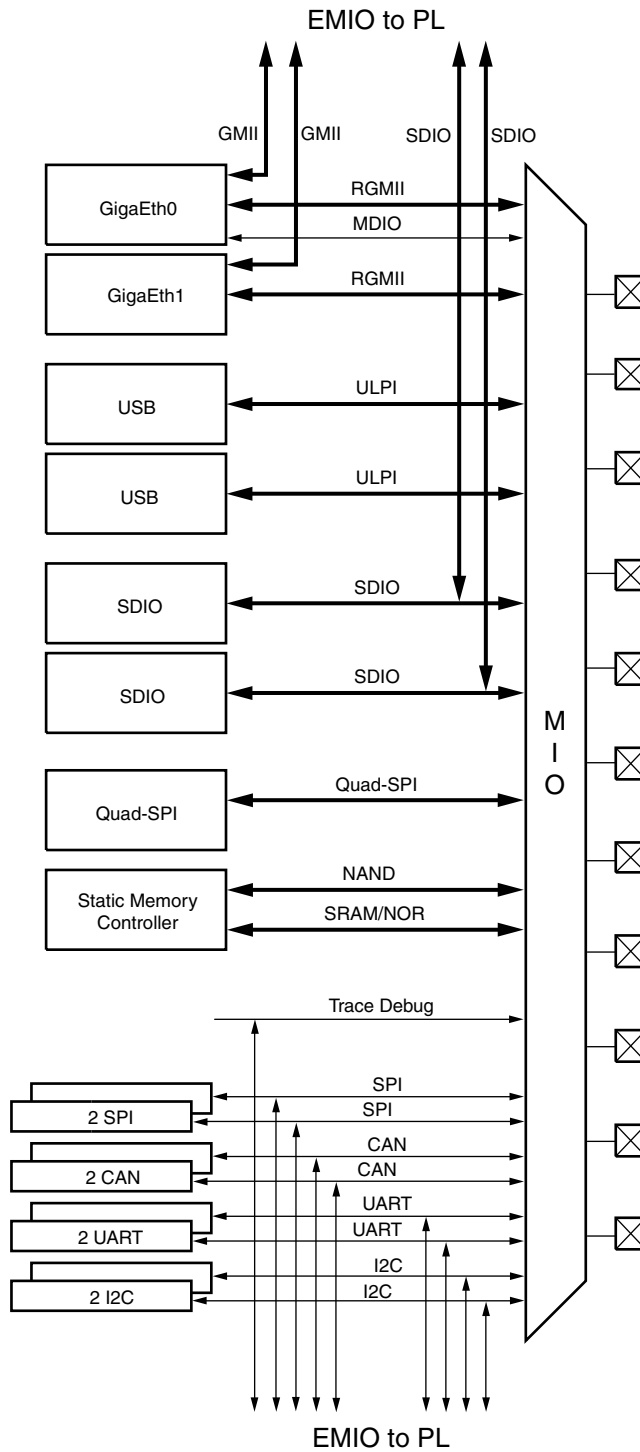 EMIO to PL
GMII
GMII
SDIO
SDIO
GigaEth0
RGMII
MDIO
GigaEth1
RGMII
USB
ULPI
USB
ULPI
SDIO
SDIO
SDIO
SDIO
M
I
O
Quad-SPI
Quad-SPI
Static Memory
Controller
NAND
SRAM/NOR
Trace Debug
SPI
2 SPI
SPI
CAN
2 CAN
CAN
UART
2 UART
UART
I2C
2 I2C
I2C
EMIO to PL